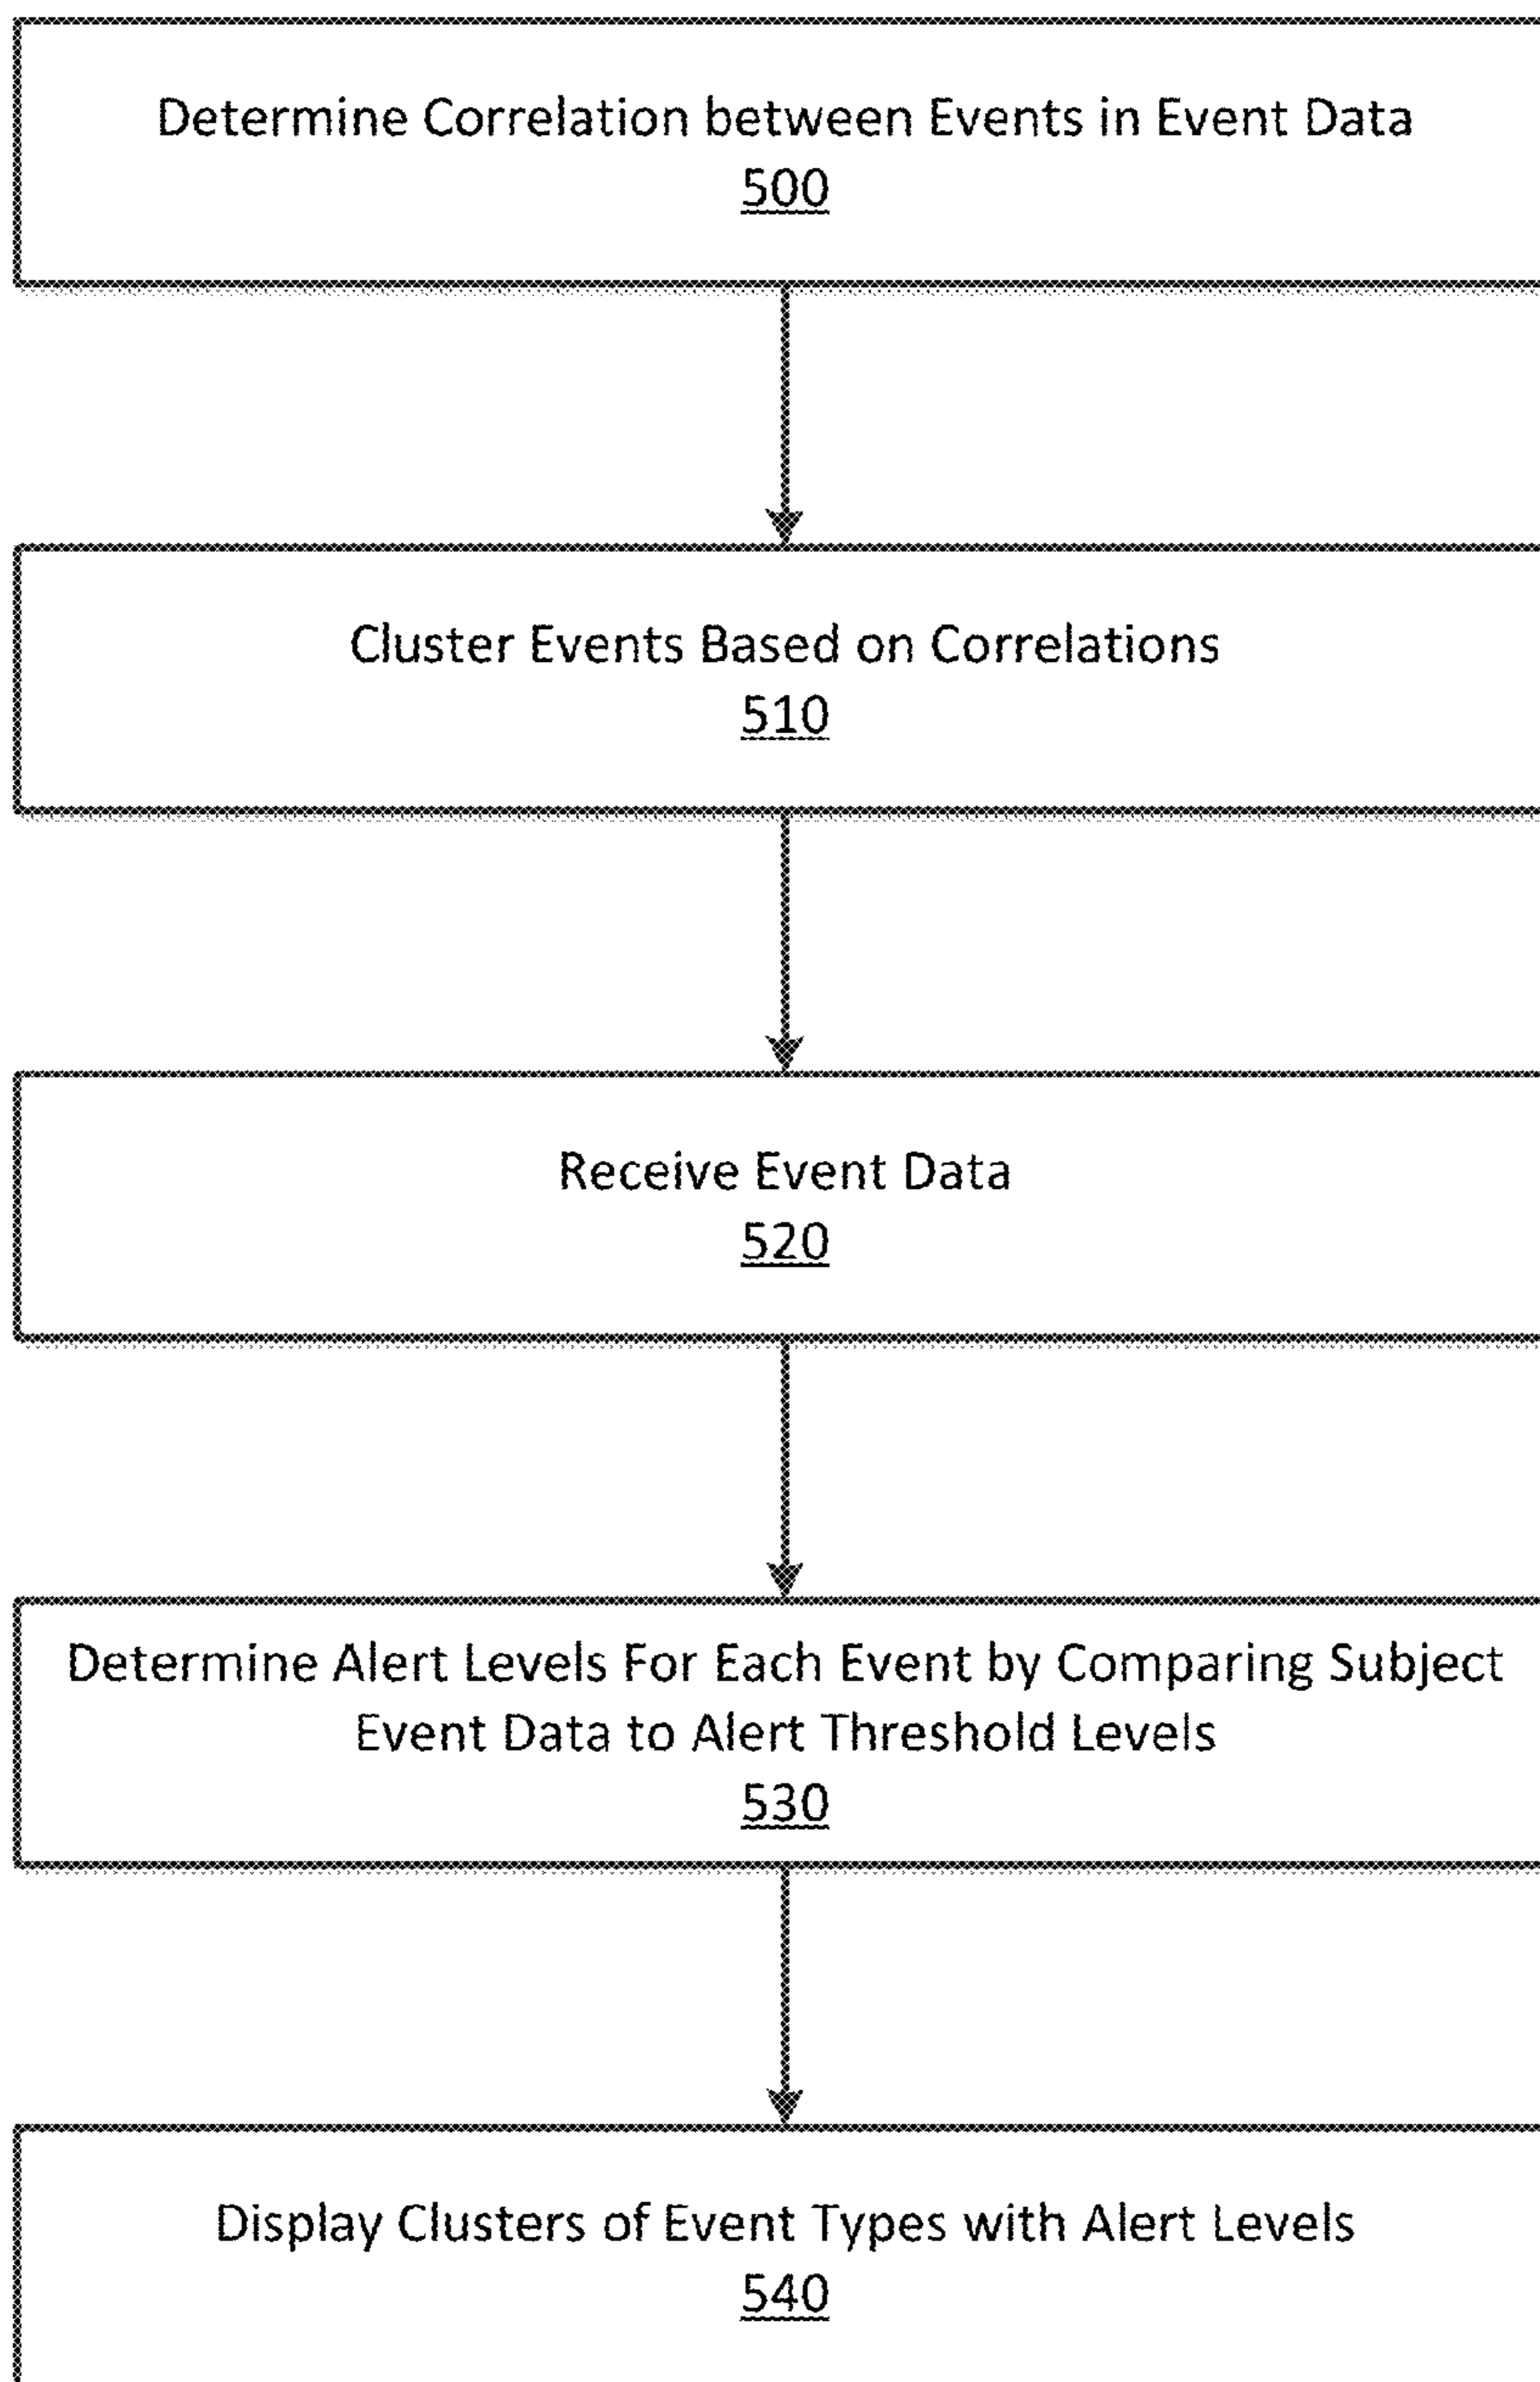 Determine Correlation between Events in Event Data
500
Cluster Events Based on Correlations
510
Receive Event Data
520
Determine Alert Levels For Each Event by Comparing Subject
Event Data to Alert Threshold Levels
530
Display Clusters of Event Types with Alert Levels
540